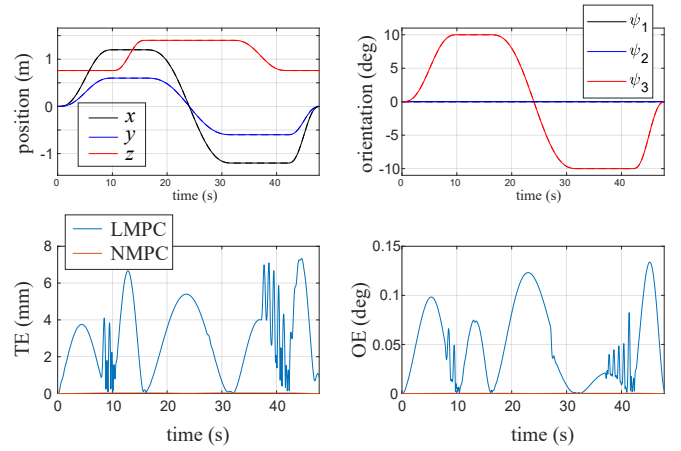 position (m)
1
0
-1
x
y
z
0
10
20
30
40
time (s)
orientation (deg)
10
5
0
-5
-10
ψ1
ψ2
ψ3
0
10
20
30
40
time (s)
TE (mm)
8
6
4
2
0
LMPC
NMPC
0
10
20
30
40
time (s)
OE (deg)
0.15
0.1
0.05
0
0
10
20
30
40
time (s)